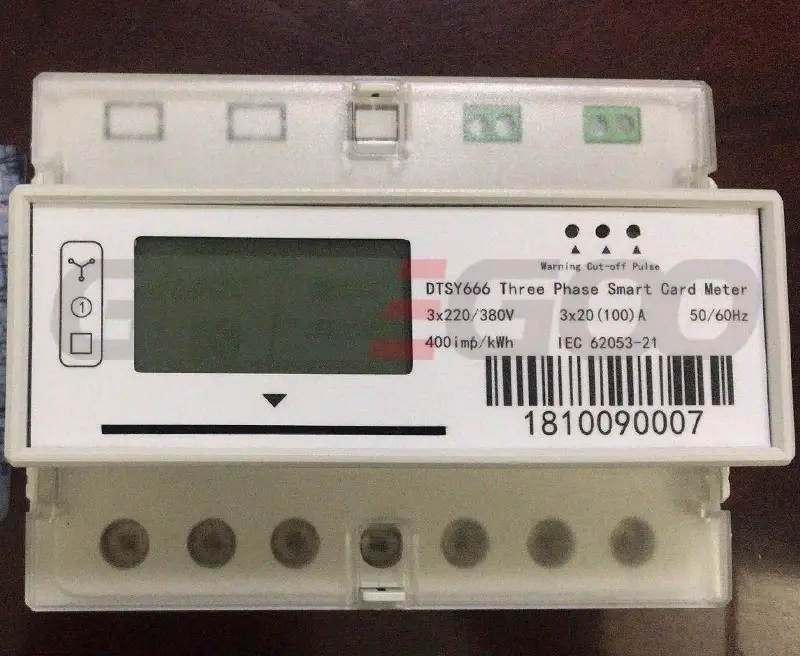 Warning Cut-off Pulse
DTSY666 Three Phase Smart Card Meter
3x220/380V 3x20(100)A 50/60Hz
400imp/kWh IEC 62053-21
1
1810090007